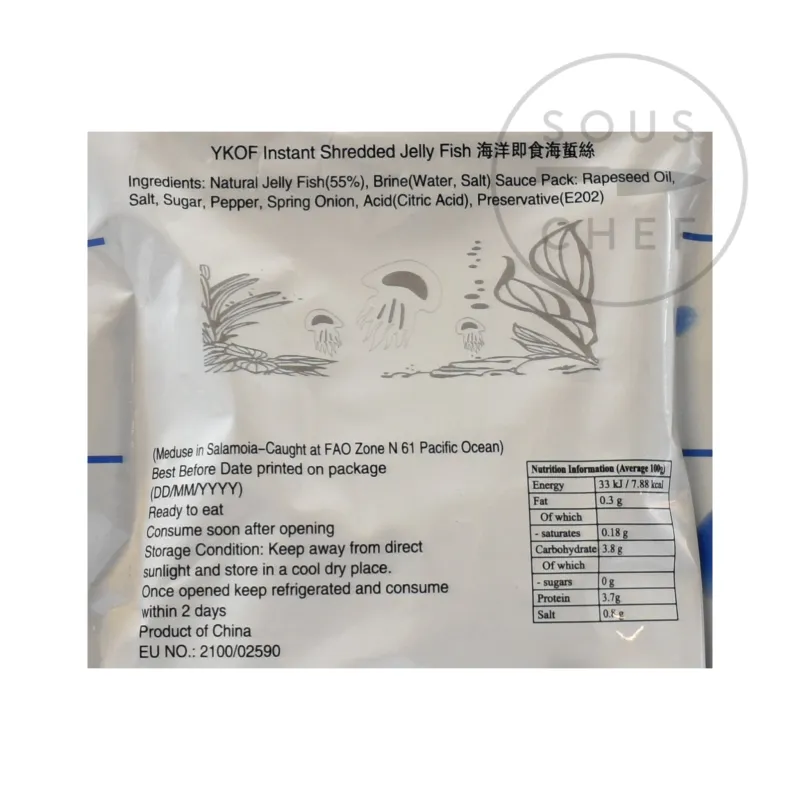 SOUS
CHEF
YKOF Instant Shredded Jelly Fish 海洋即食海蜇絲
Ingredients: Natural Jelly Fish(55%), Brine(Water, Salt) Sauce Pack: Rapeseed Oil,
Salt, Sugar, Pepper, Spring Onion, Acid(Citric Acid), Preservative(E202)
(Meduse in Salamoia-Caught at FAO Zone N 61 Pacific Ocean)
Best Before Date printed on package
(DD/MM/YYYY)
Ready to eat
Consume soon after opening
Storage Condition: Keep away from direct
sunlight and store in a cool dry place.
Once opened keep refrigerated and consume
within 2 days
Product of China
EU NO.: 2100/02590
Nutrition Information (Average 100g)
Energy 33 kJ / 7.88 kcal
Fat 0.3 g
Of which
- saturates 0.18 g
Carbohydrate 3.8 g
Of which
- sugars 0 g
Protein 3.7g
Salt